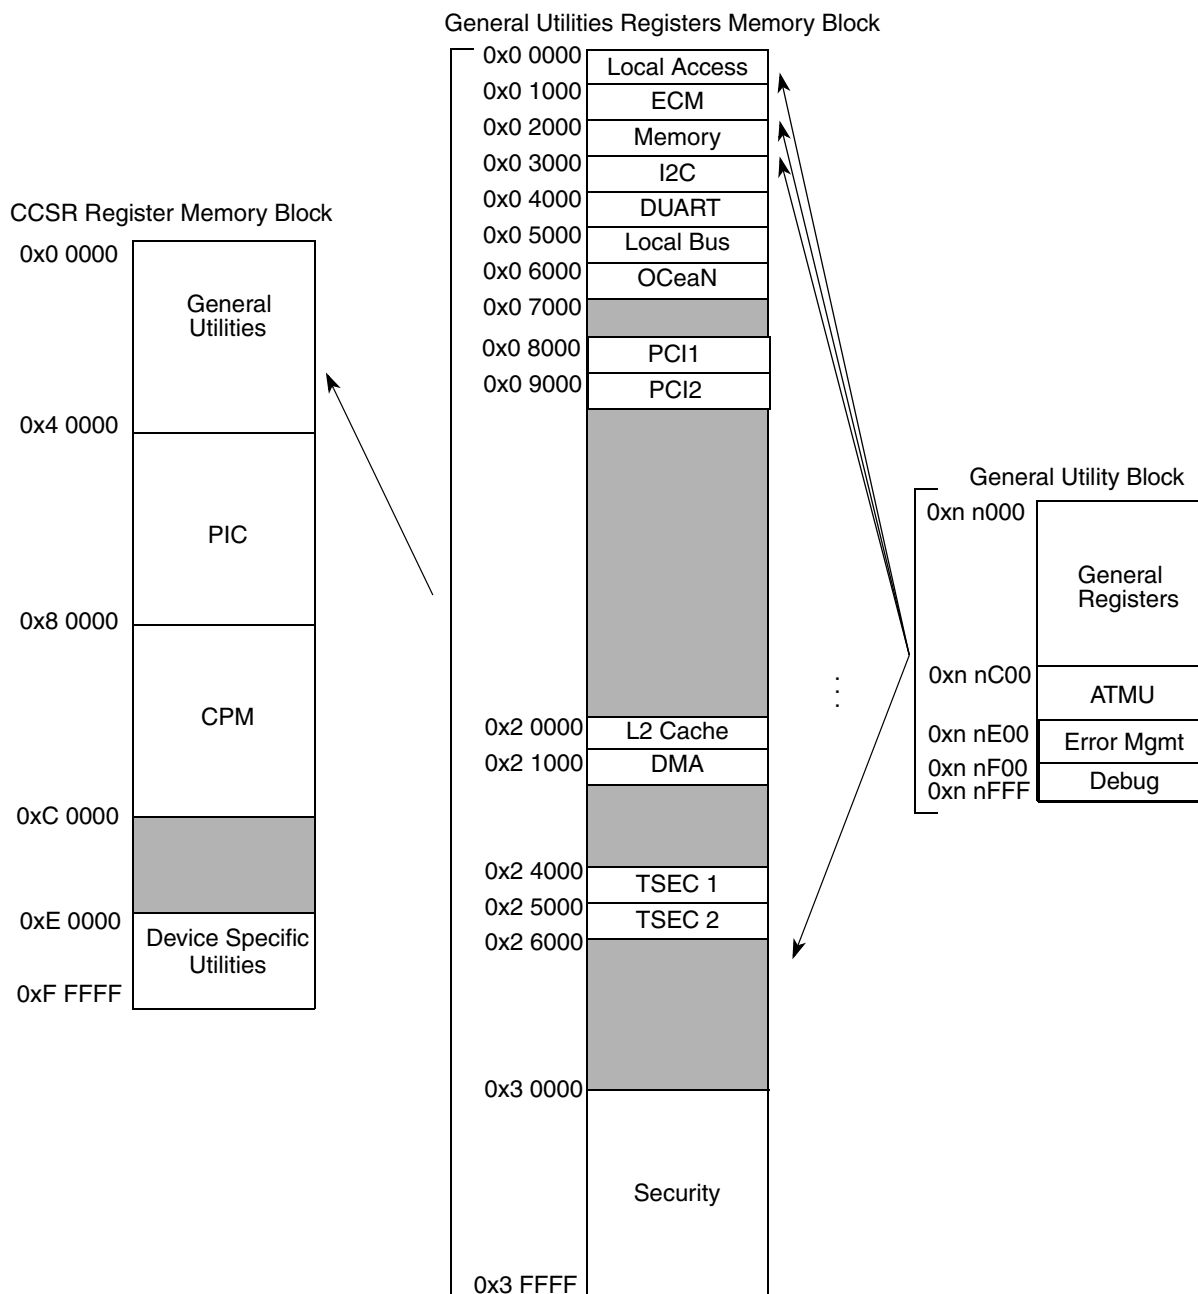 General Utilities Registers Memory Block
0x0 0000
Local Access
0x0 1000
ECM
0x0 2000
Memory
0x0 3000
I2C
0x0 4000
DUART
0x0 5000
Local Bus
0x0 6000
OCeaN
0x0 7000
0x0 8000
PCI1
0x0 9000
PCI2
0x2 0000
L2 Cache
0x2 1000
DMA
0x2 4000
TSEC 1
0x2 5000
TSEC 2
0x2 6000
0x3 0000
Security
0x3 FFFF
CCSR Register Memory Block
0x0 0000
General
Utilities
0x4 0000
PIC
0x8 0000
CPM
0xC 0000
0xE 0000
Device Specific
Utilities
0xF FFFF
General Utility Block
0xn n000
General
Registers
0xn nC00
ATMU
0xn nE00
Error Mgmt
0xn nF00
Debug
0xn nFFF